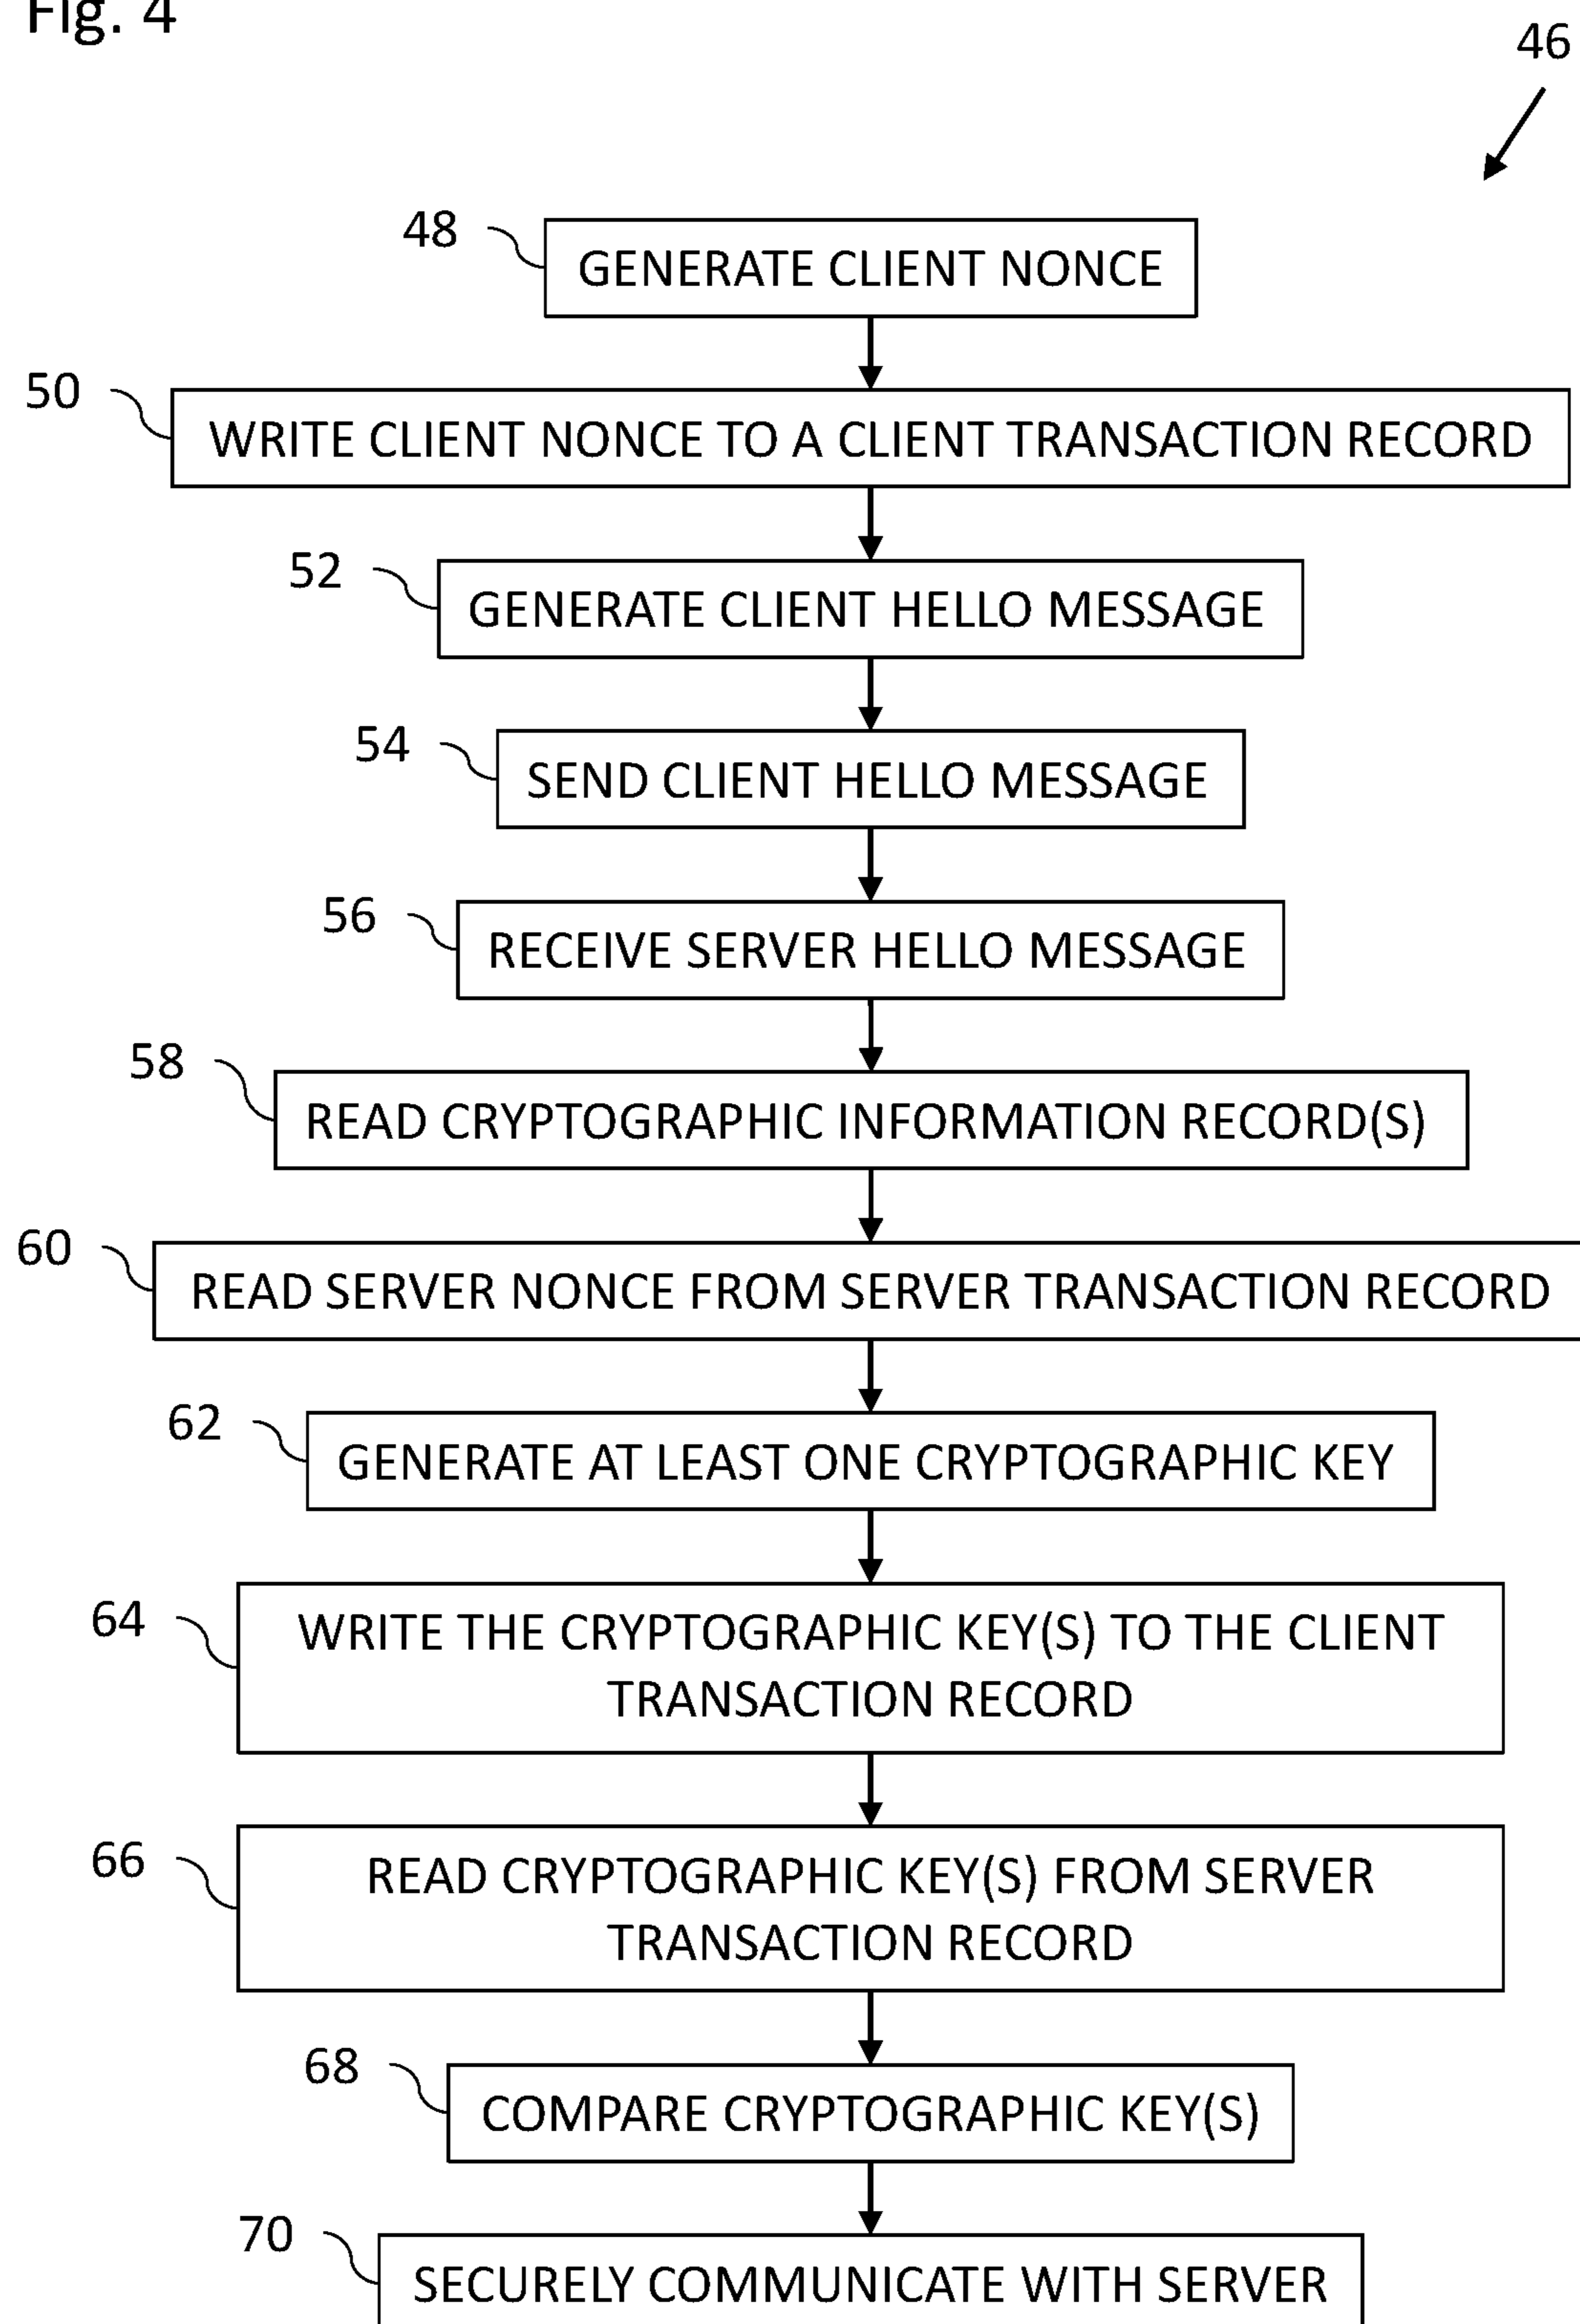 Fig. 4
46
48
GENERATE CLIENT NONCE
50
WRITE CLIENT NONCE TO A CLIENT TRANSACTION RECORD
52
GENERATE CLIENT HELLO MESSAGE
54
SEND CLIENT HELLO MESSAGE
56
RECEIVE SERVER HELLO MESSAGE
58
READ CRYPTOGRAPHIC INFORMATION RECORD(S)
60
READ SERVER NONCE FROM SERVER TRANSACTION RECORD
62
GENERATE AT LEAST ONE CRYPTOGRAPHIC KEY
64
WRITE THE CRYPTOGRAPHIC KEY(S) TO THE CLIENT
TRANSACTION RECORD
66
READ CRYPTOGRAPHIC KEY(S) FROM SERVER
TRANSACTION RECORD
68
COMPARE CRYPTOGRAPHIC KEY(S)
70
SECURELY COMMUNICATE WITH SERVER